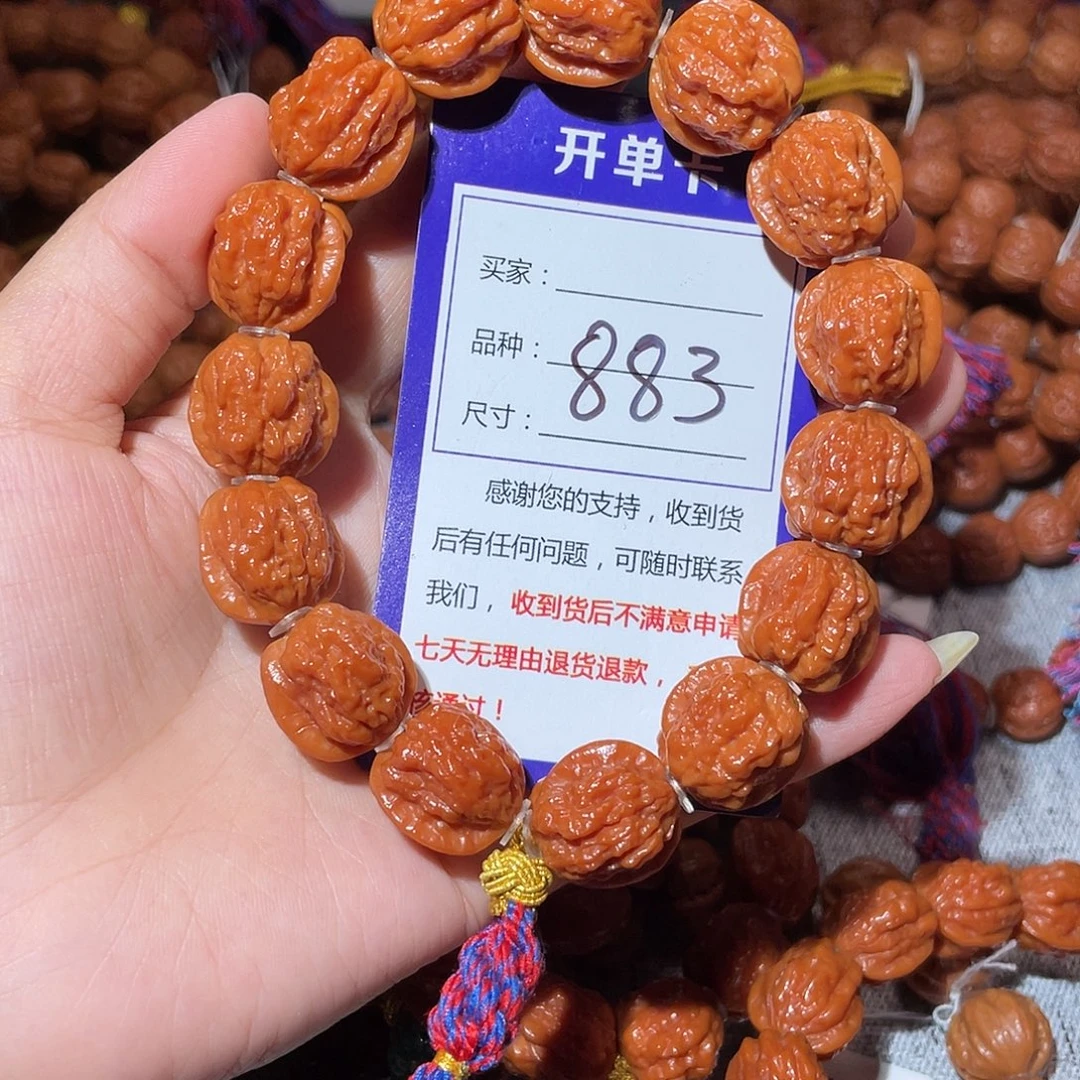 开单卡
买家：
品种：
883
尺寸：
感谢您的支持，收到货
后有任何问题，可随时联系
我们，收到货后不满意申请
七天无理由退货退款，
通过！